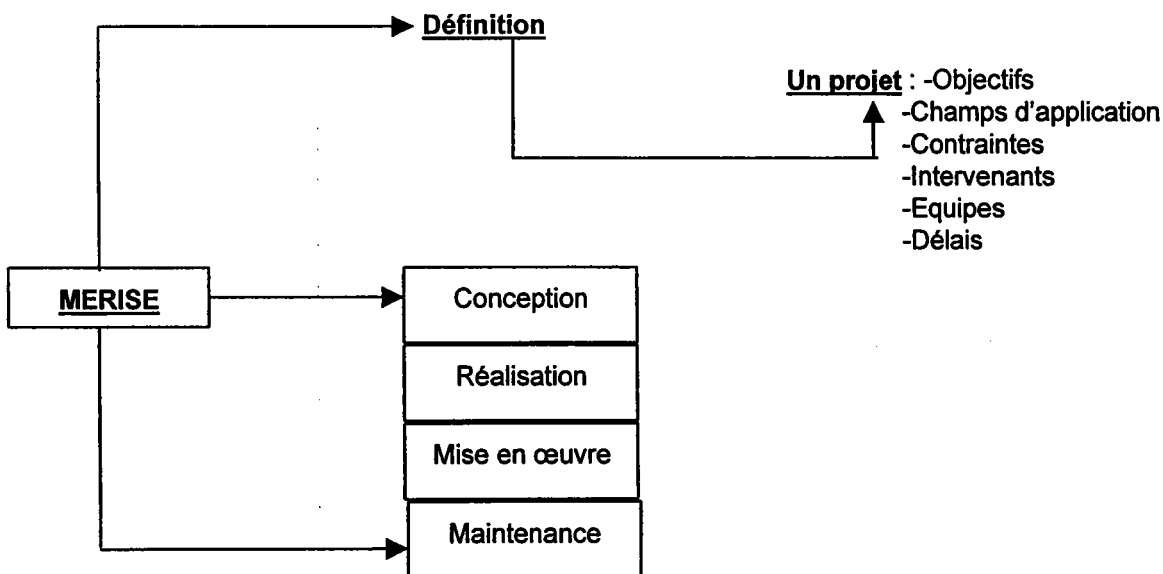 Définition
Un projet : -Objectifs
-Champs d'application
-Contraintes
-Intervenants
-Equipes
-Délais
MERISE
Conception
Réalisation
Mise en œuvre
Maintenance